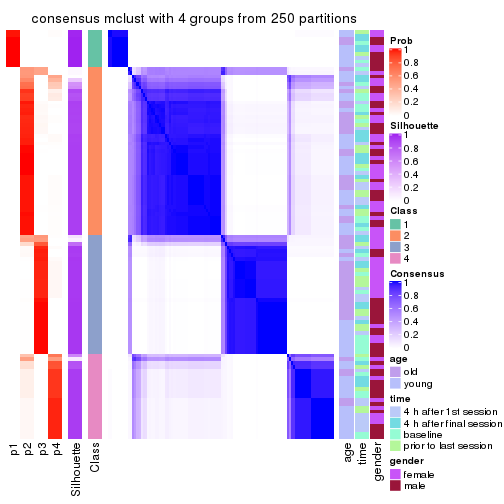 consensus mclust with 4 groups from 250 partitions
Prob
1
0.8
0.6
0.4
0.2
0
Silhouette
1
0.8
0.6
0.4
0.2
0
Class
1
2
3
4
Consensus
1
0.8
0.6
0.4
0.2
0
age
old
young
time
4 h after 1st session
4 h after final session
baseline
prior to last session
gender
female
male
p1
p2
p3
p4
Silhouette
Class
age
time
gender